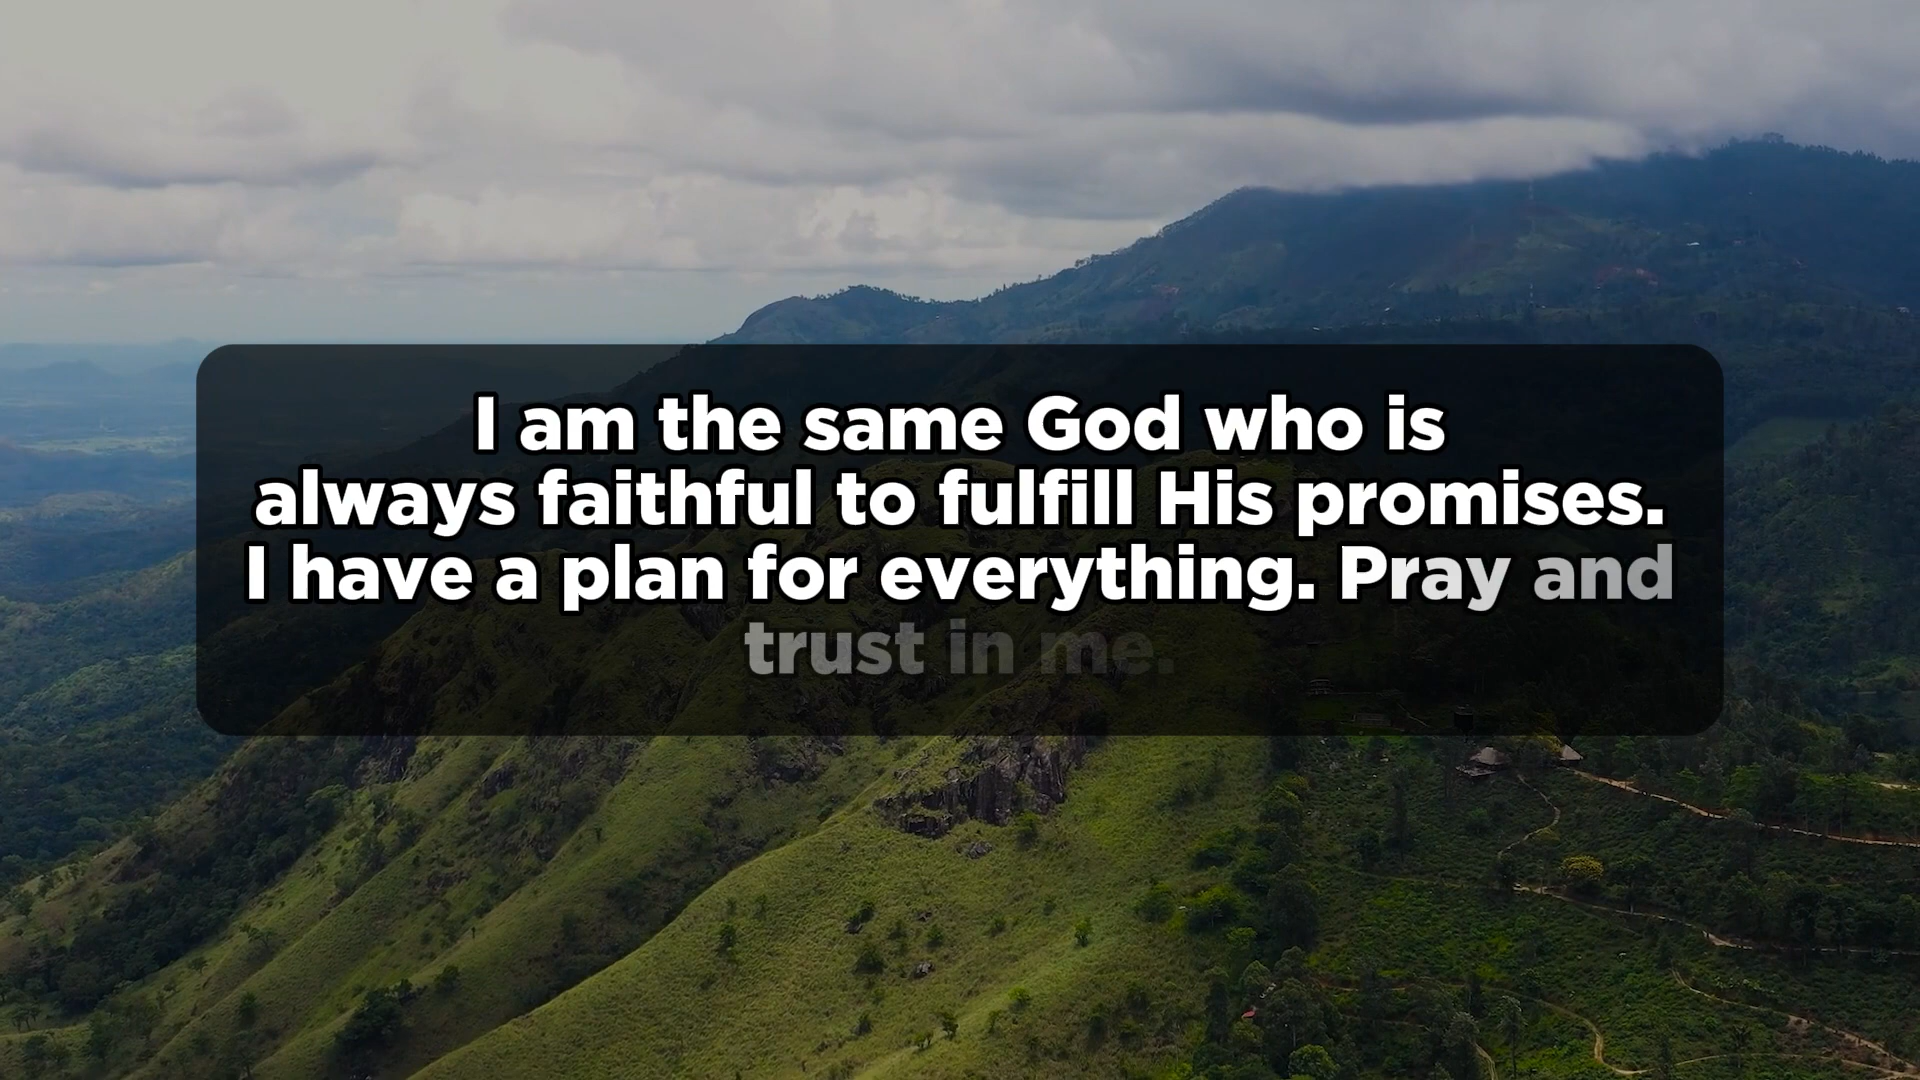 I am the same God who is
always faithful to fulfill His promises.
I have a plan for everything. Pray and
trust in me.